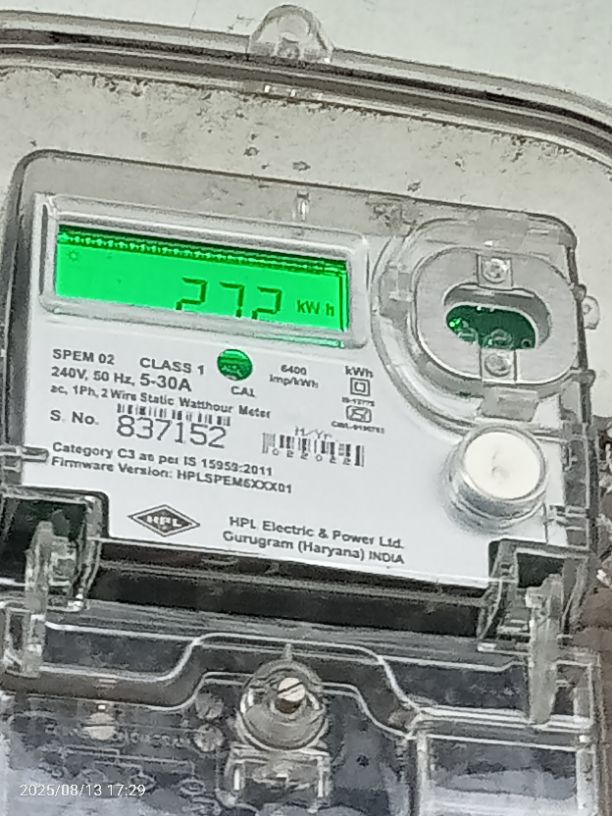 272 kWh
SPEM 02 CLASS 1 CAL 6400 imp/kWh kWh
240V, 50 Hz, 5-30A
ac, 1Ph, 2 Wire Static Watthour Meter
S. No. 837152
M/Yr.
Category C3 as per IS 15959:2011
Firmware Version: HPLSPEM6XXX01
HPL
HPL Electric & Power Ltd.
Gurugram (Haryana) INDIA
2025/08/13 17:29